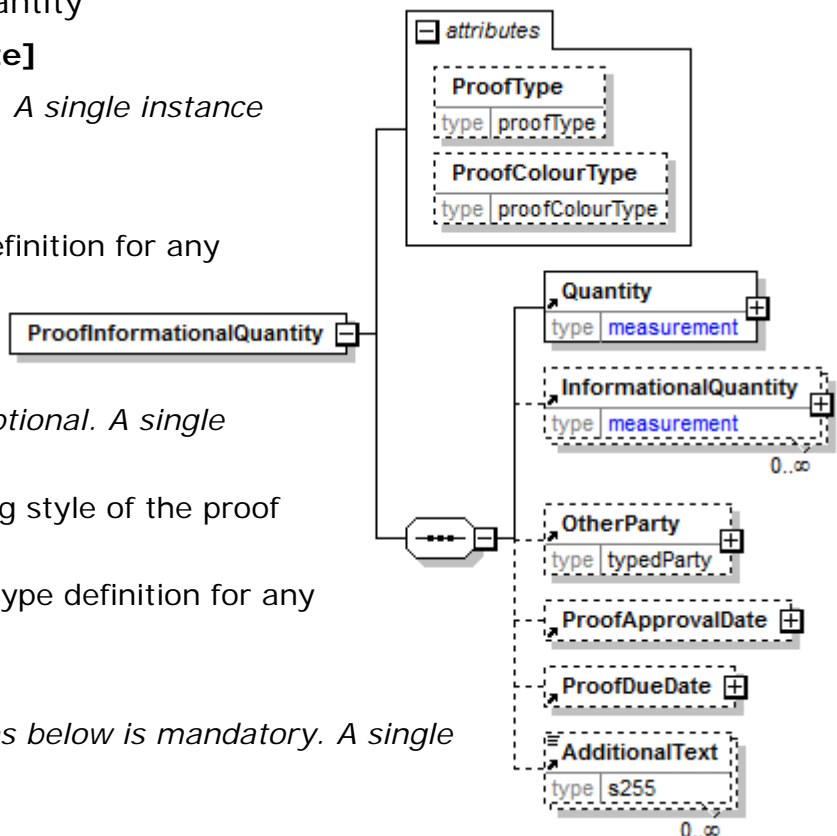 antity
te]
. A single instance
efinition for any
ptional. A single
g style of the proof
ype definition for any
s below is mandatory. A single
attributes
ProofType
type proofType
ProofColourType
type proofColourType
ProofInformationalQuantity
Quantity
type measurement
InformationalQuantity
type measurement
0..∞
OtherParty
type typedParty
ProofApprovalDate
ProofDueDate
AdditionalText
type s255
0..∞